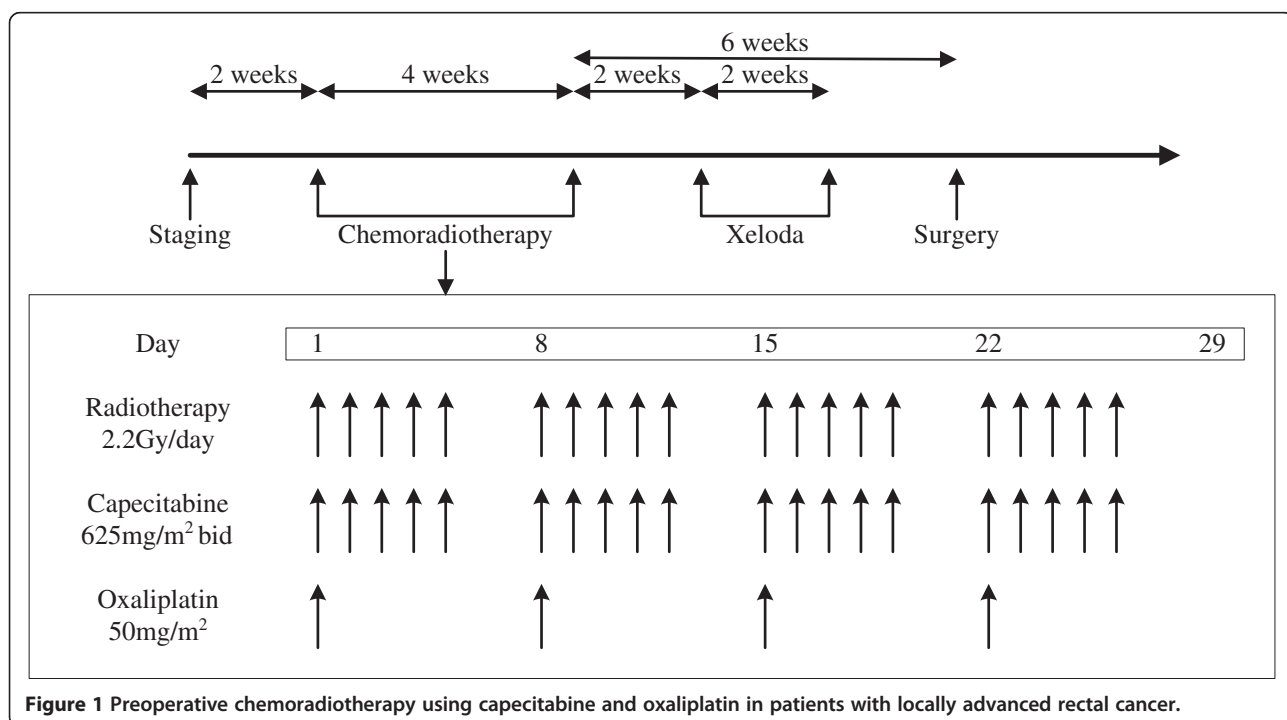 6 weeks
2 weeks 4 weeks 2 weeks 2 weeks
Staging Chemoradiotherapy Xeloda Surgery
Day 1 8 15 22 29
Radiotherapy
2.2Gy/day
Capecitabine
625mg/m² bid
Oxaliplatin
50mg/m²
Figure 1 Preoperative chemoradiotherapy using capecitabine and oxaliplatin in patients with locally advanced rectal cancer.